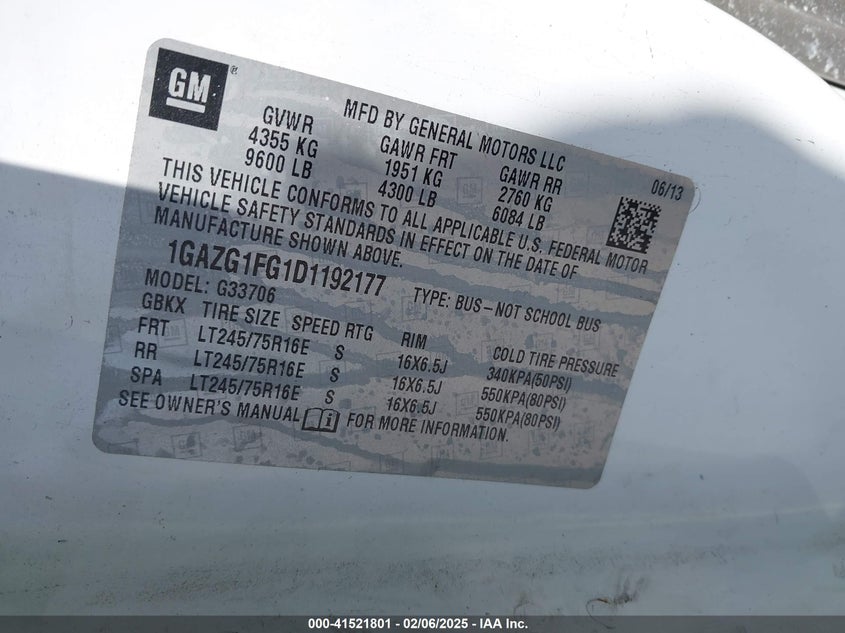 GM®
MFD BY GENERAL MOTORS LLC
06/13
GVWR GAWR FRT GAWR RR
4355 KG 1951 KG 2760 KG
9600 LB 4300 LB 6084 LB
THIS VEHICLE CONFORMS TO ALL APPLICABLE U.S. FEDERAL MOTOR
VEHICLE SAFETY STANDARDS IN EFFECT ON THE DATE OF
MANUFACTURE SHOWN ABOVE.
1GAZG1FG1D1192177 TYPE: BUS–NOT SCHOOL BUS
MODEL: G33706
GBKX TIRE SIZE SPEED RTG RIM COLD TIRE PRESSURE
FRT LT245/75R16E S 16X6.5J 340KPA(50PSI)
RR LT245/75R16E S 16X6.5J 550KPA(80PSI)
SPA LT245/75R16E S 16X6.5J 550KPA(80PSI)
SEE OWNER'S MANUAL FOR MORE INFORMATION.
000-41521801 - 02/06/2025 - IAA Inc.